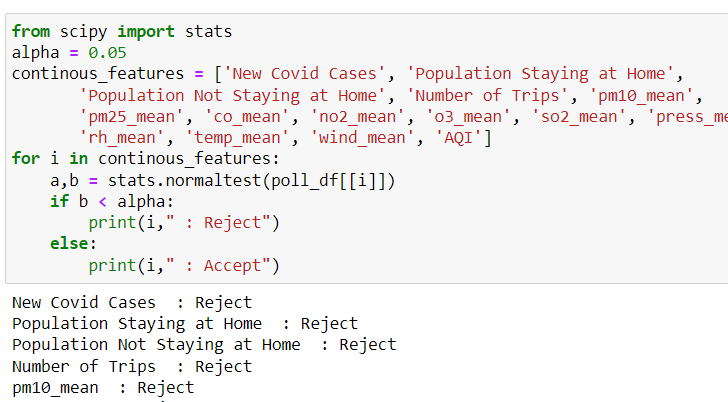 from scipy import stats
alpha = 0.05
continous_features = ['New Covid Cases', 'Population Staying at Home',
'Population Not Staying at Home', 'Number of Trips', 'pm10_mean',
'pm25_mean', 'co_mean', 'no2_mean', 'o3_mean', 'so2_mean', 'press_me
'rh_mean', 'temp_mean', 'wind_mean', 'AQI']
for i in continous_features:
a,b = stats.normaltest(poll_df[[i]])
if b < alpha:
print(i," : Reject")
else:
print(i," : Accept")
New Covid Cases  : Reject
Population Staying at Home  : Reject
Population Not Staying at Home  : Reject
Number of Trips  : Reject
pm10_mean  : Reject